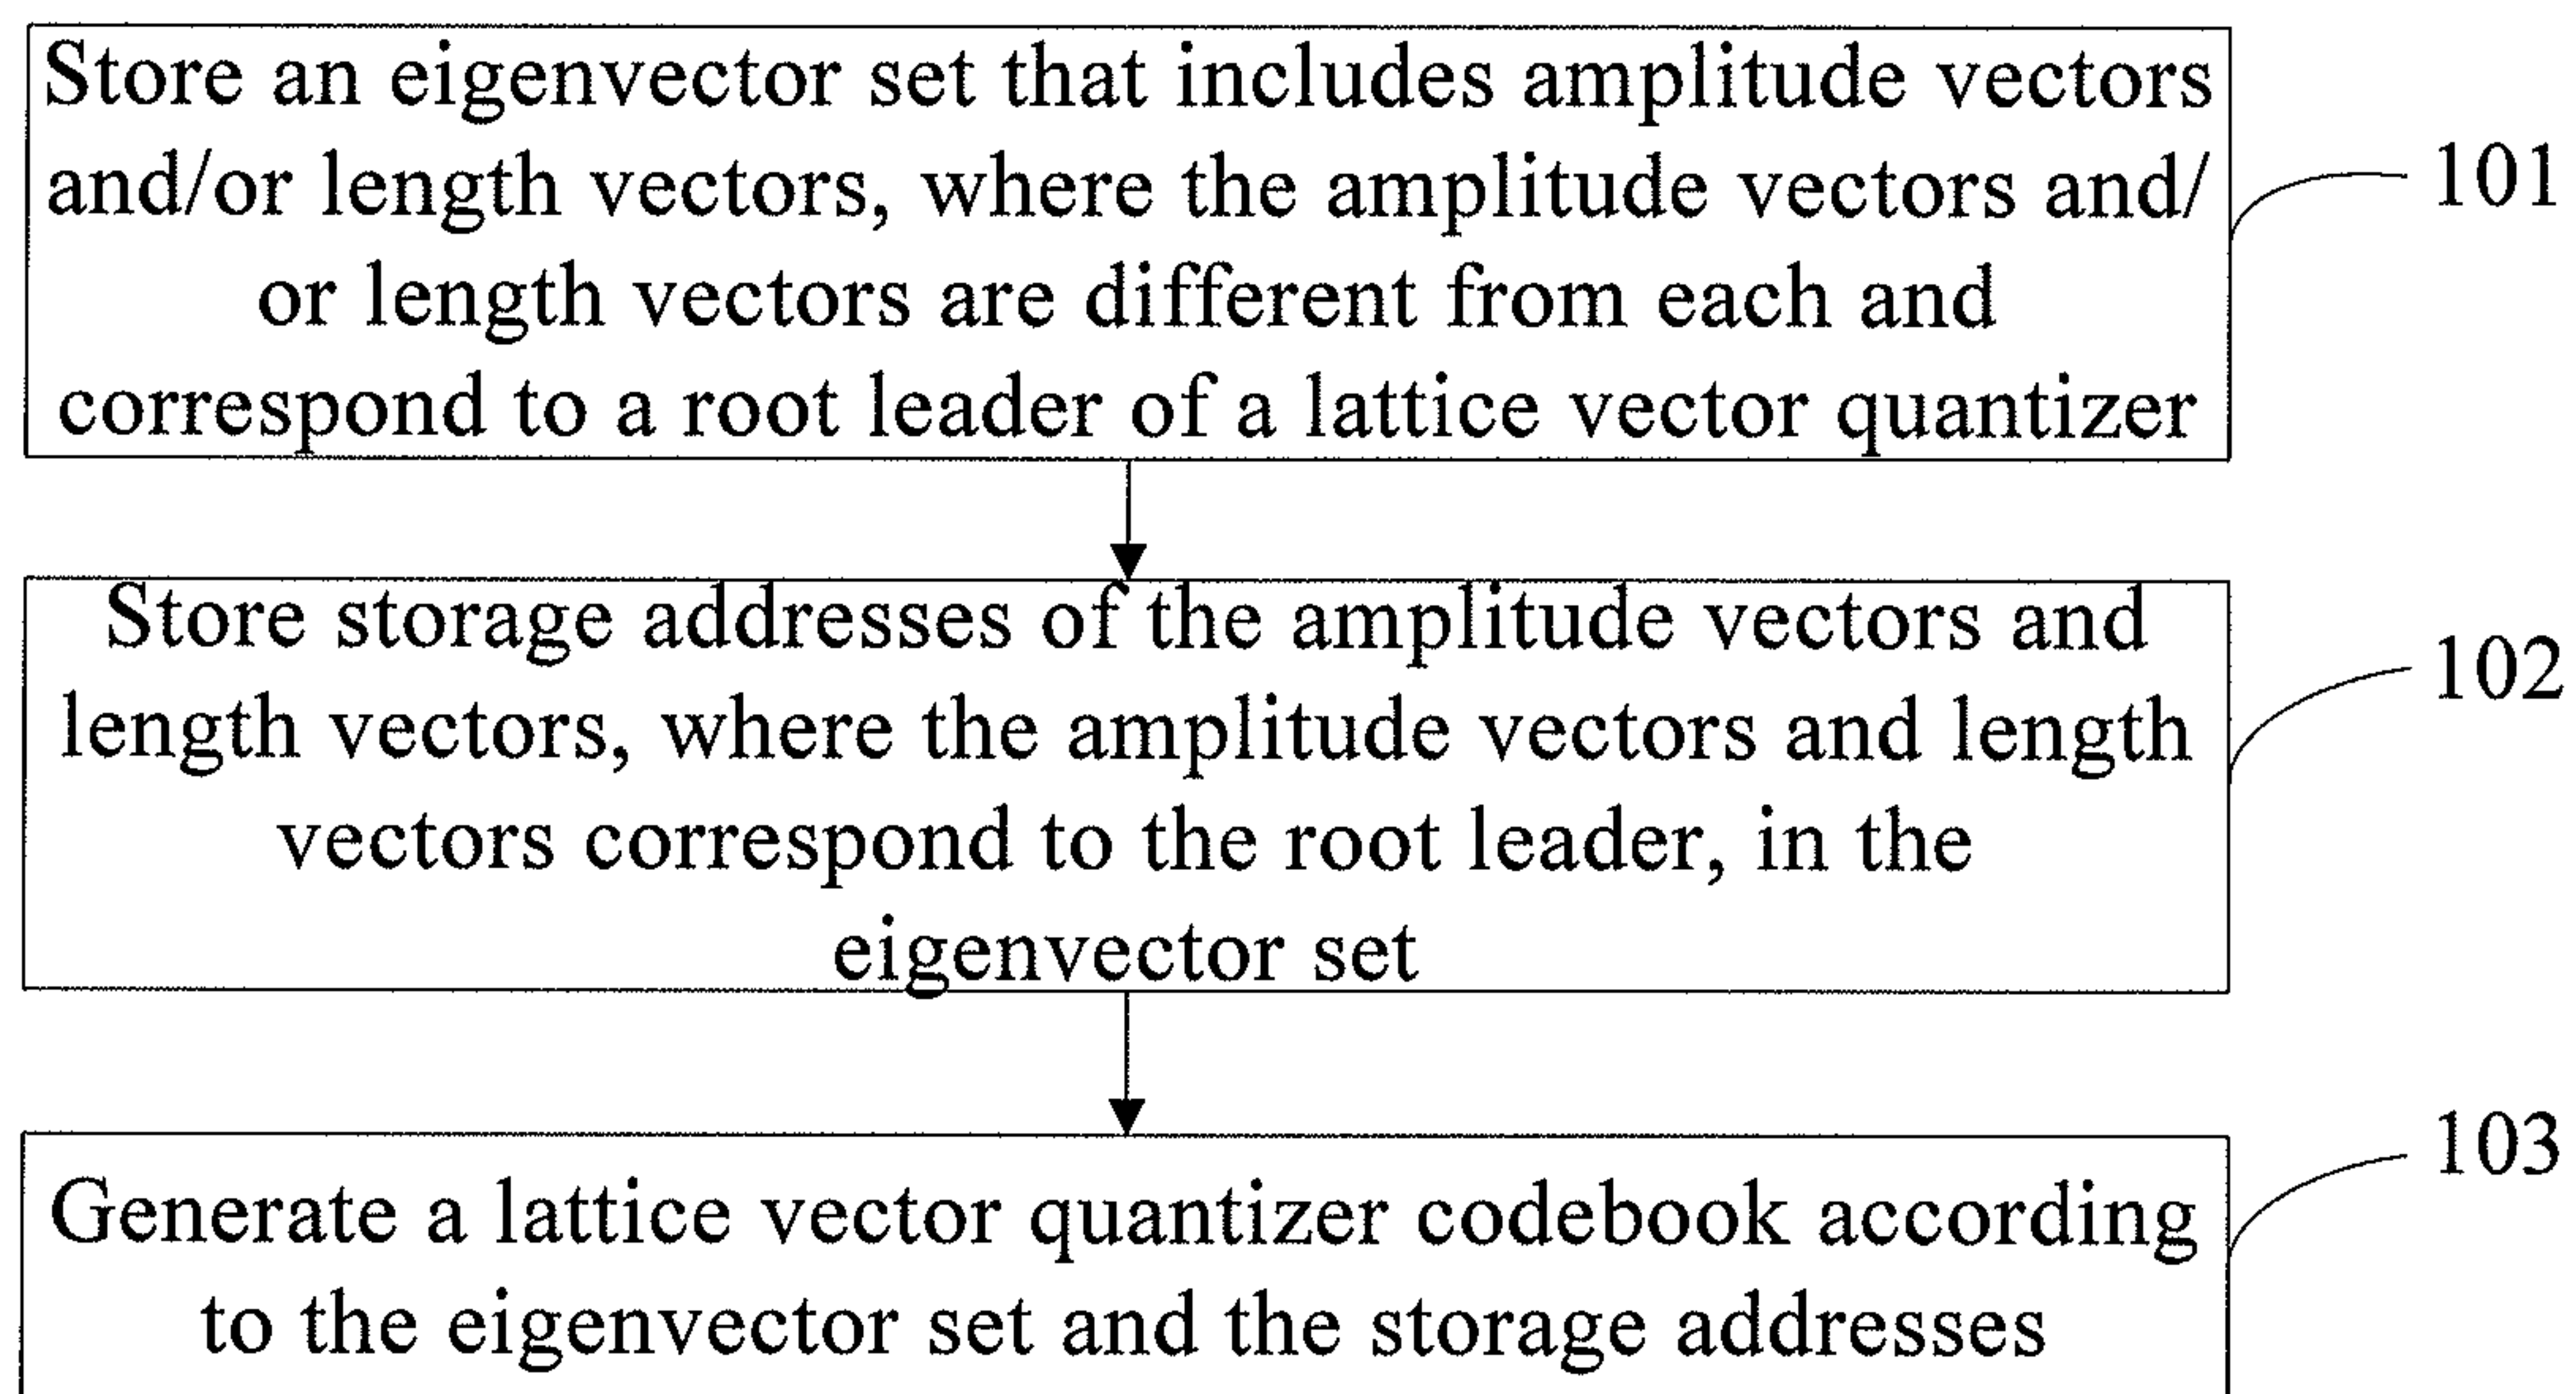 Store an eigenvector set that includes amplitude vectors
and/or length vectors, where the amplitude vectors and/
or length vectors are different from each and
correspond to a root leader of a lattice vector quantizer
101
Store storage addresses of the amplitude vectors and
length vectors, where the amplitude vectors and length
vectors correspond to the root leader, in the
eigenvector set
102
Generate a lattice vector quantizer codebook according
to the eigenvector set and the storage addresses
103